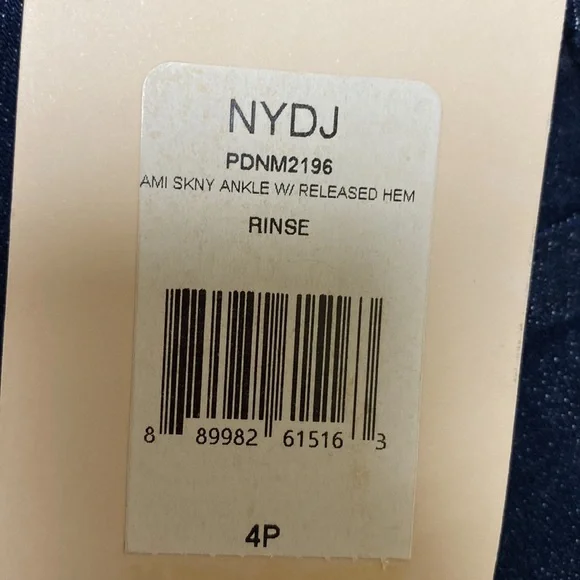 NYDJ
PDNM2196
AMI SKNY ANKLE W/ RELEASED HEM
RINSE
8 89982 61516 3
4P